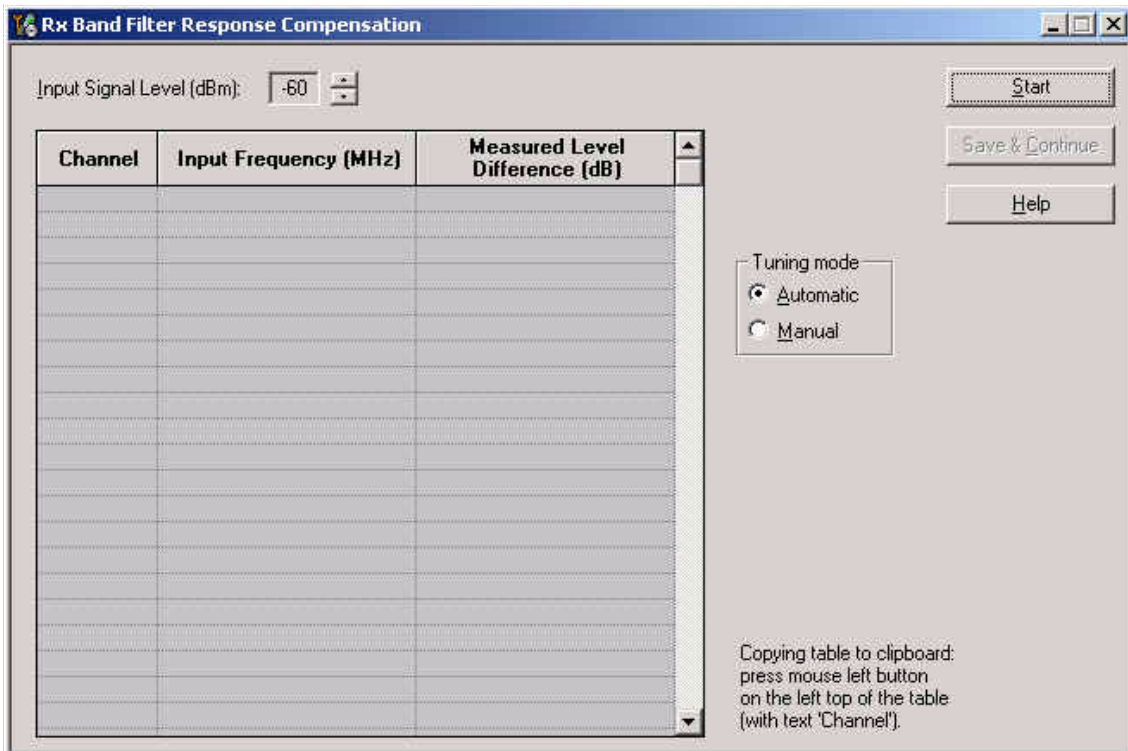 Rx Band Filter Response Compensation
Input Signal Level (dBm): -60
Start
Save & Continue
Help
Channel Input Frequency (MHz) Measured Level Difference (dB)
Tuning mode
Automatic
Manual
Copying table to clipboard:
press mouse left button
on the left top of the table
(with text 'Channel').